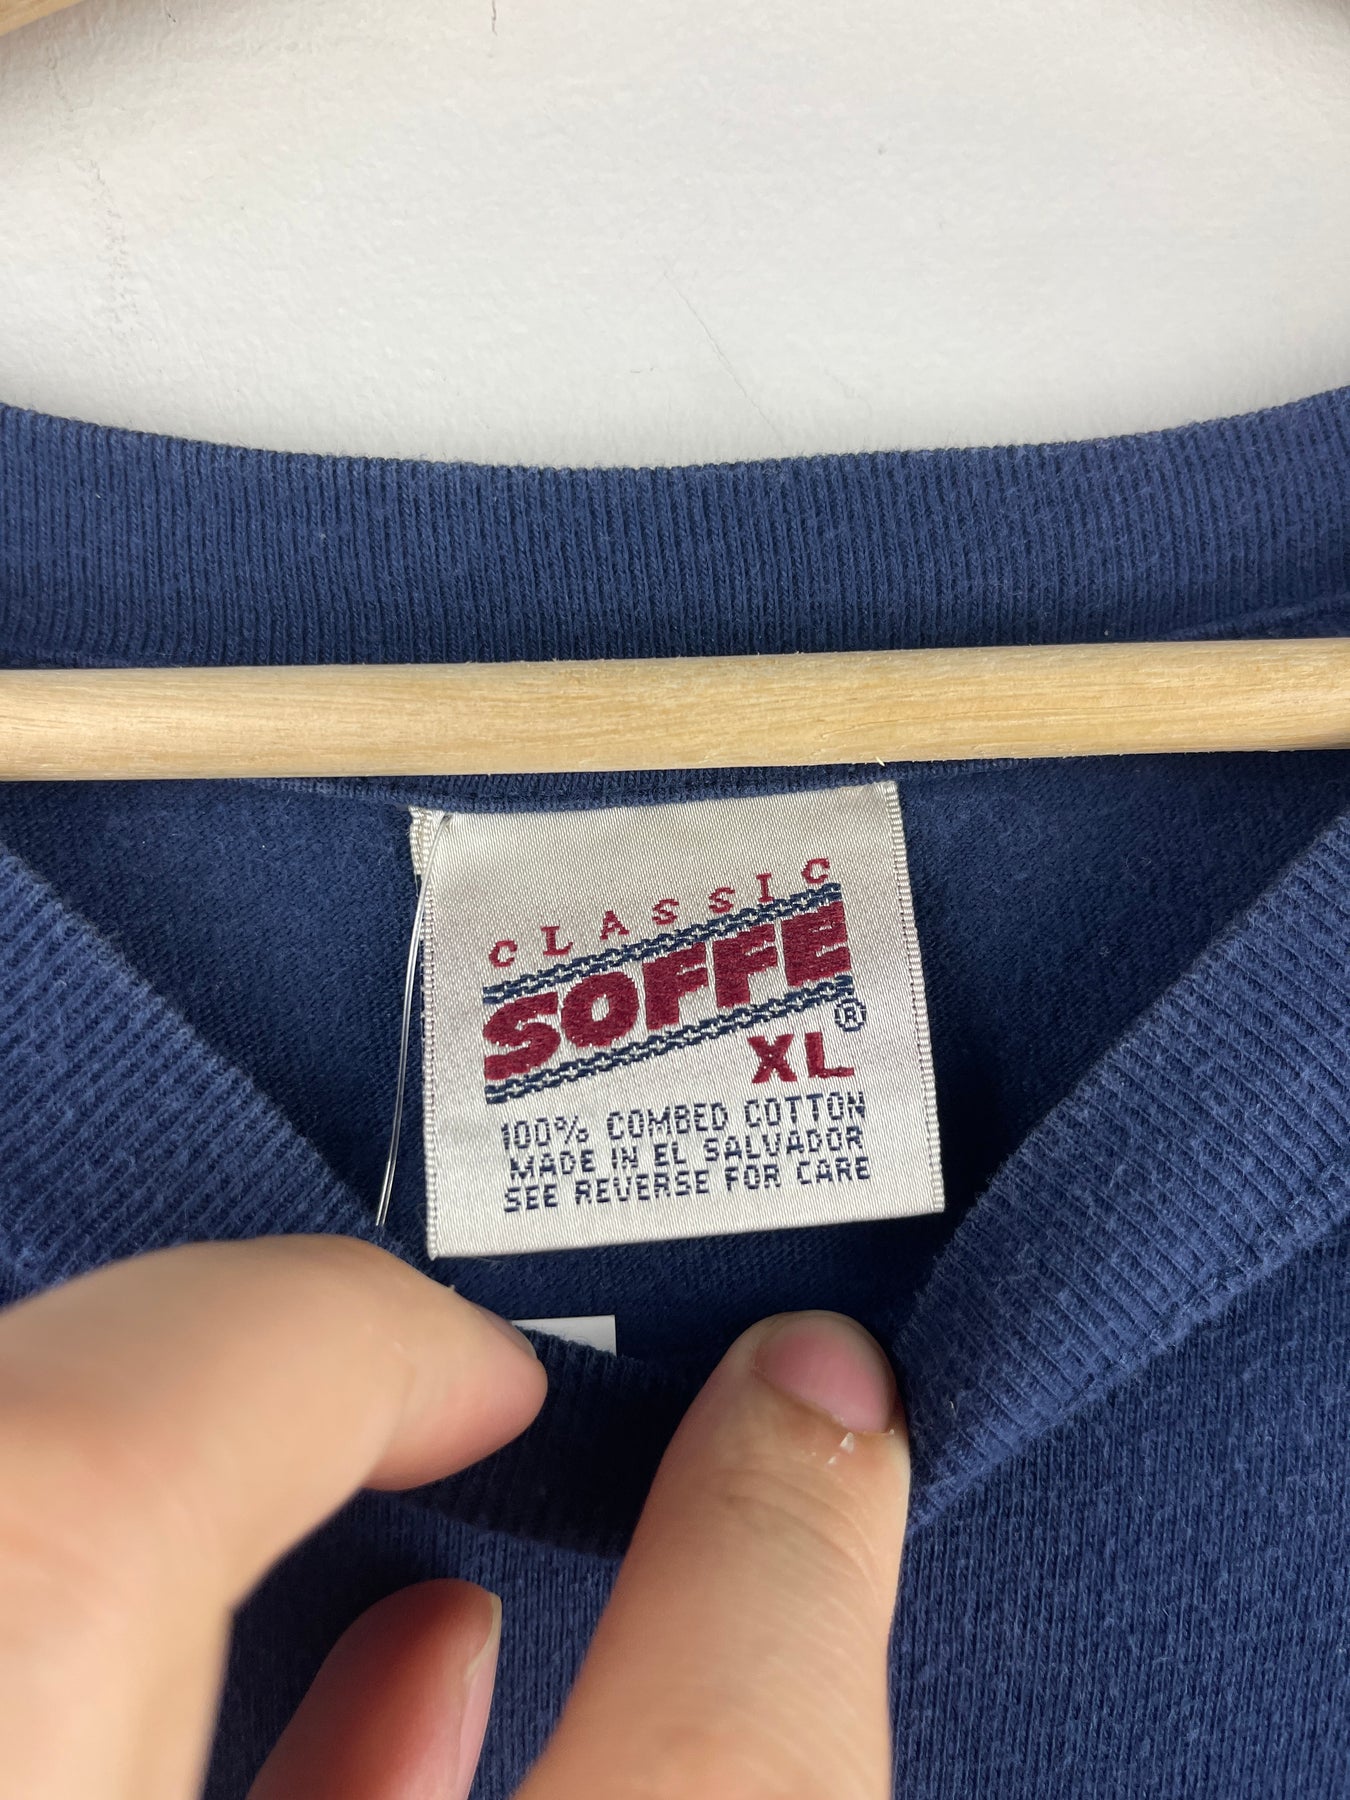 CLASSIC
SOFFE®
XL
100% COMBED COTTON
MADE IN EL SALVADOR
SEE REVERSE FOR CARE